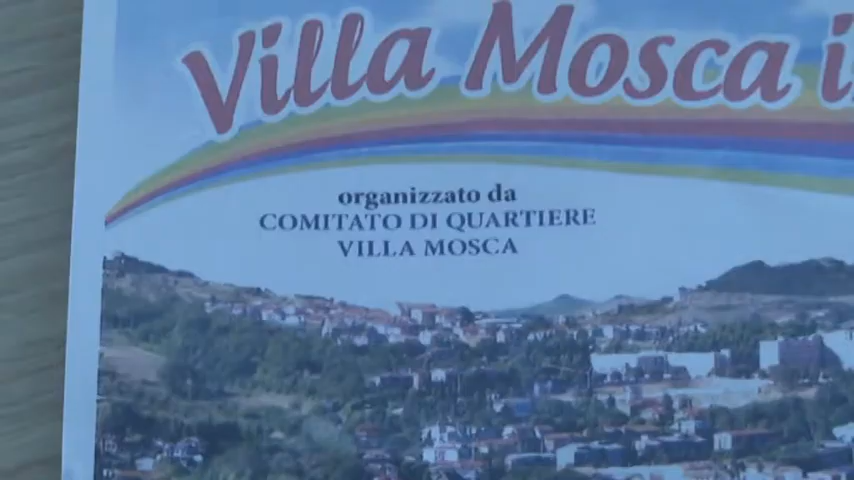 Villa Mosca
organizzato da
COMITATO DI QUARTIERE
VILLA MOSCA